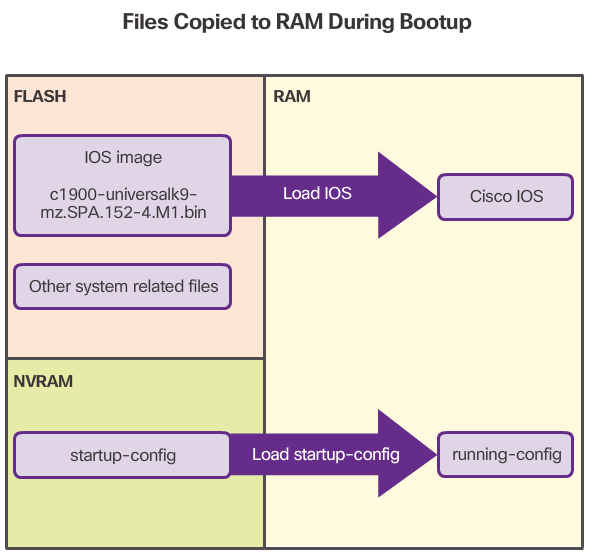 Files Copied to RAM During Bootup
FLASH
RAM
IOS image
c1900-universalk9-
mz.SPA.152-4.M1.bin
Load IOS
Cisco IOS
Other system related files
NVRAM
startup-config
Load startup-config
running-config